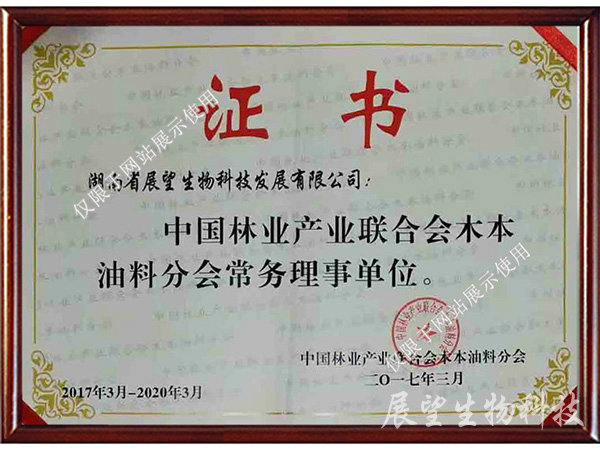 证书
湖南省展望生物科技发展有限公司：
中国林业产业联合会木本
油料分会常务理事单位。
中国林业产业联合会木本油料分会
二〇一七年三月
2017年3月-2020年3月
仅限于网站展示使用
仅限于网站展示使用
展望生物科技